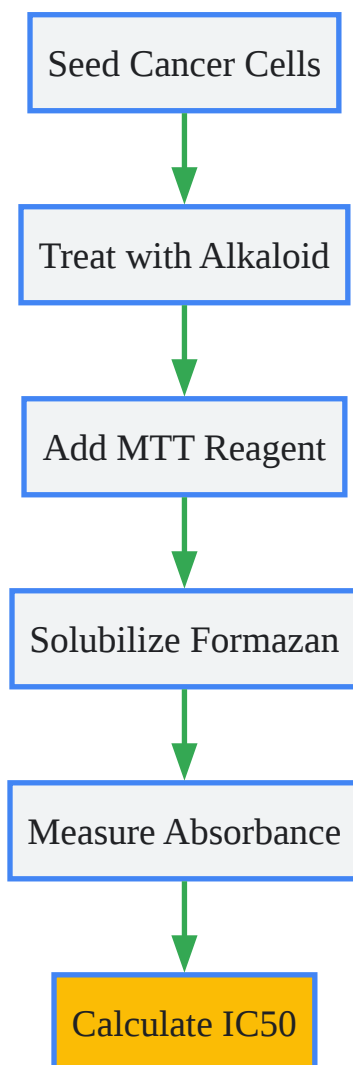 Seed Cancer Cells
Treat with Alkaloid
Add MTT Reagent
Solubilize Formazan
Measure Absorbance
Calculate IC50